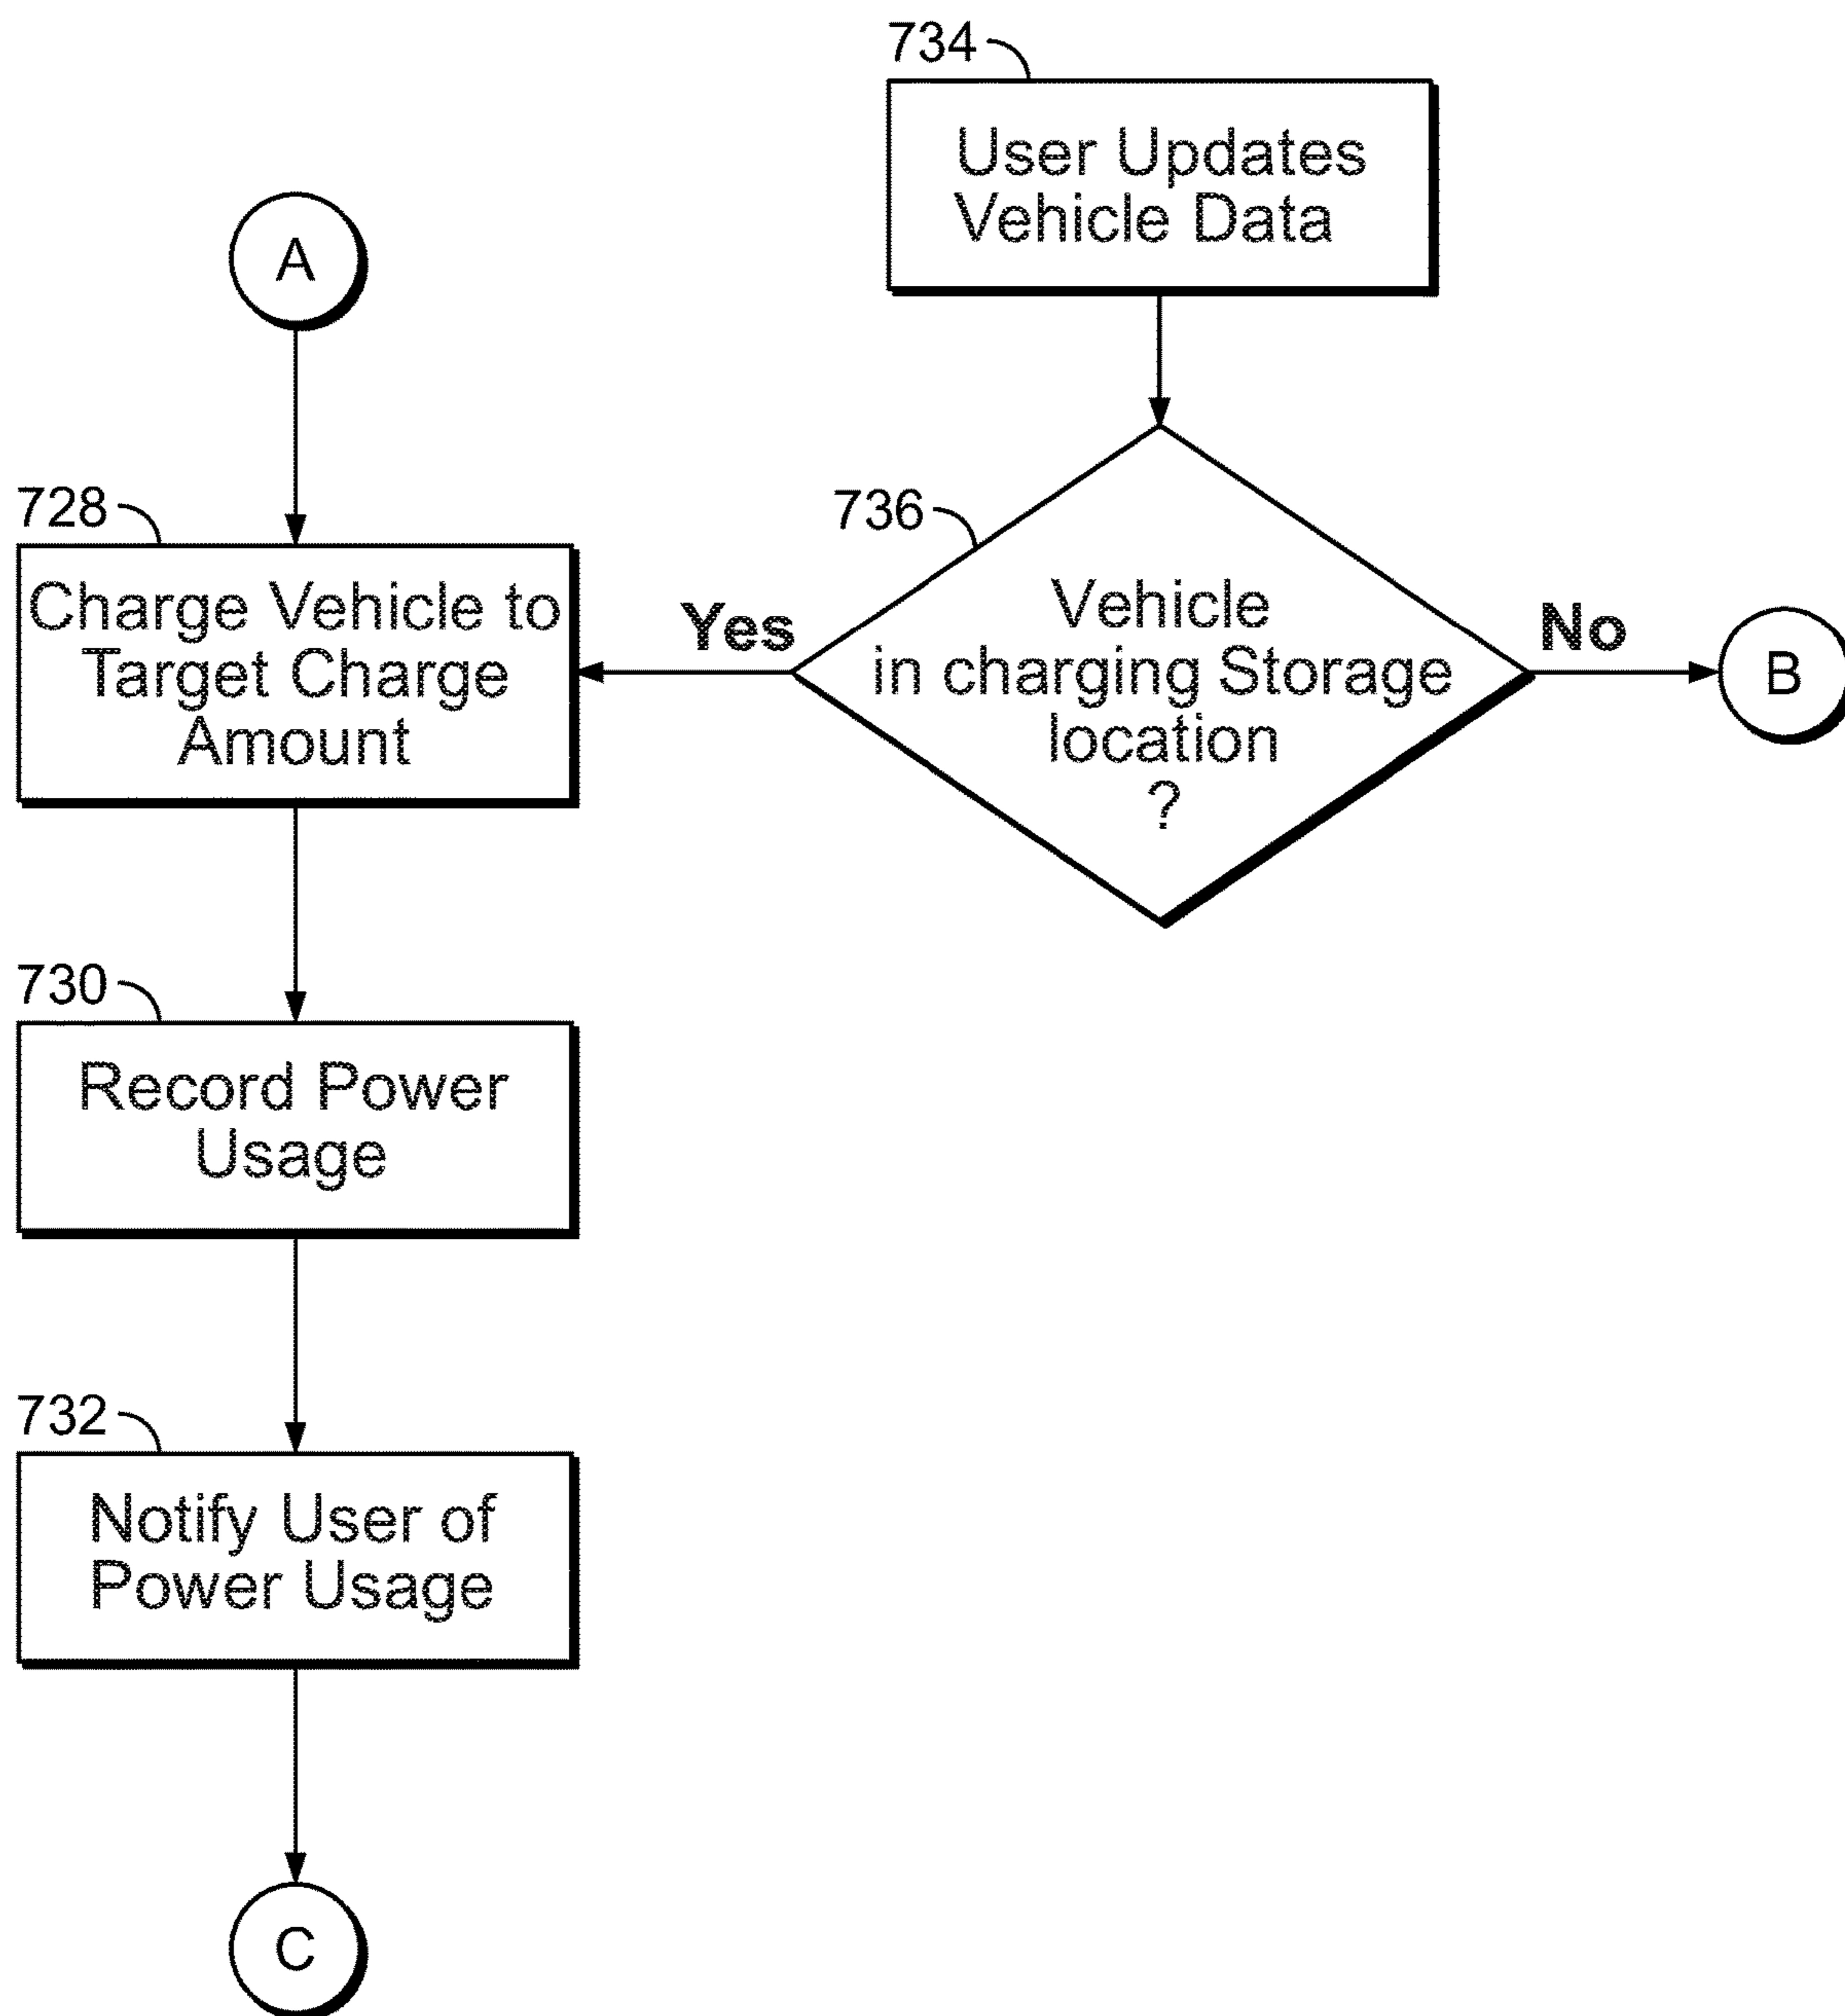 734
User Updates
Vehicle Data
A
728
Charge Vehicle to
Target Charge
Amount
Yes
736
Vehicle
in charging Storage
location
?
No
B
730
Record Power
Usage
732
Notify User of
Power Usage
C